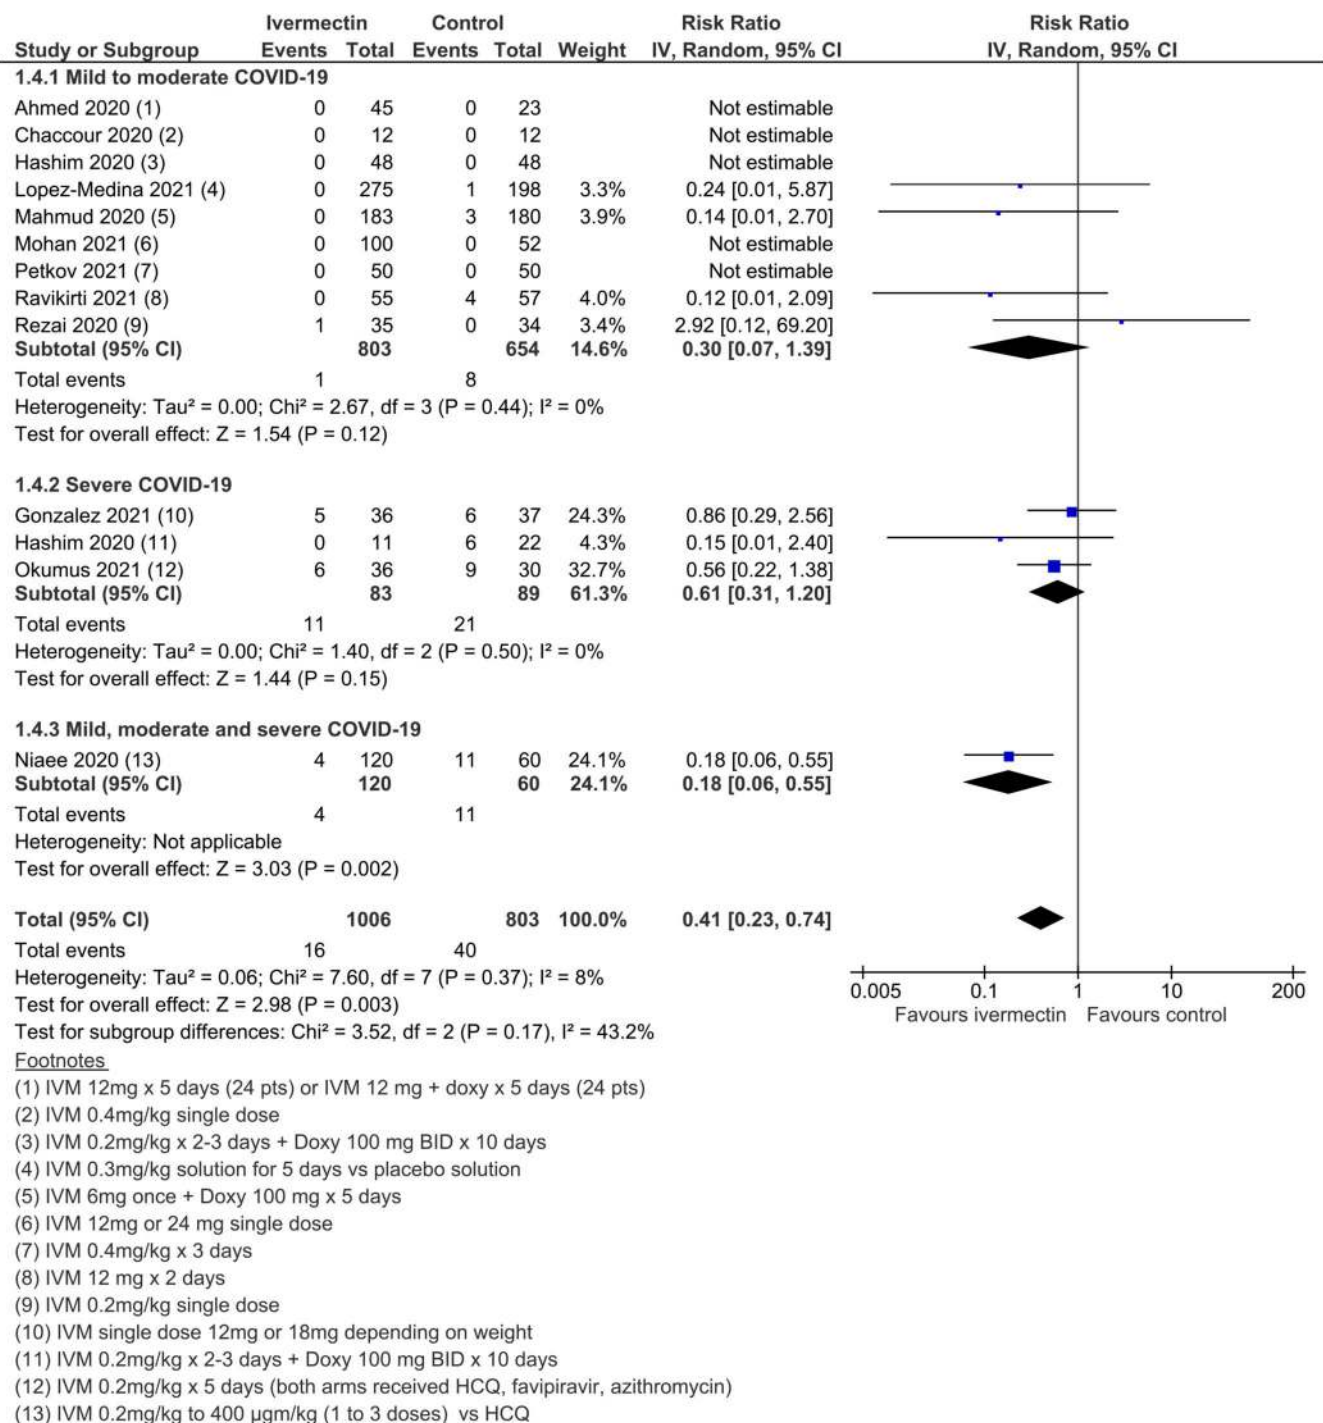 Ivermectin Control Risk Ratio Risk Ratio
Study or Subgroup Events Total Events Total Weight IV, Random, 95% CI IV, Random, 95% CI
1.4.1 Mild to moderate COVID-19
Ahmed 2020 (1) 0 45 0 23 Not estimable
Chaccour 2020 (2) 0 12 0 12 Not estimable
Hashim 2020 (3) 0 48 0 48 Not estimable
Lopez-Medina 2021 (4) 0 275 1 198 3.3% 0.24 [0.01, 5.87]
Mahmud 2020 (5) 0 183 3 180 3.9% 0.14 [0.01, 2.70]
Mohan 2021 (6) 0 100 0 52 Not estimable
Petkov 2021 (7) 0 50 0 50 Not estimable
Ravikirti 2021 (8) 0 55 4 57 4.0% 0.12 [0.01, 2.09]
Rezai 2020 (9) 1 35 0 34 3.4% 2.92 [0.12, 69.20]
Subtotal (95% CI) 803 654 14.6% 0.30 [0.07, 1.39]
Total events 1 8
Heterogeneity: Tau² = 0.00; Chi² = 2.67, df = 3 (P = 0.44); I² = 0%
Test for overall effect: Z = 1.54 (P = 0.12)
1.4.2 Severe COVID-19
Gonzalez 2021 (10) 5 36 6 37 24.3% 0.86 [0.29, 2.56]
Hashim 2020 (11) 0 11 6 22 4.3% 0.15 [0.01, 2.40]
Okumus 2021 (12) 6 36 9 30 32.7% 0.56 [0.22, 1.38]
Subtotal (95% CI) 83 89 61.3% 0.61 [0.31, 1.20]
Total events 11 21
Heterogeneity: Tau² = 0.00; Chi² = 1.40, df = 2 (P = 0.50); I² = 0%
Test for overall effect: Z = 1.44 (P = 0.15)
1.4.3 Mild, moderate and severe COVID-19
Niaee 2020 (13) 4 120 11 60 24.1% 0.18 [0.06, 0.55]
Subtotal (95% CI) 120 60 24.1% 0.18 [0.06, 0.55]
Total events 4 11
Heterogeneity: Not applicable
Test for overall effect: Z = 3.03 (P = 0.002)
Total (95% CI) 1006 803 100.0% 0.41 [0.23, 0.74]
Total events 16 40
Heterogeneity: Tau² = 0.06; Chi² = 7.60, df = 7 (P = 0.37); I² = 8%
Test for overall effect: Z = 2.98 (P = 0.003)
Test for subgroup differences: Chi² = 3.52, df = 2 (P = 0.17), I² = 43.2%
0.005 0.1 1 10 200
Favours ivermectin Favours control
Footnotes
(1) IVM 12mg x 5 days (24 pts) or IVM 12 mg + doxy x 5 days (24 pts)
(2) IVM 0.4mg/kg single dose
(3) IVM 0.2mg/kg x 2-3 days + Doxy 100 mg BID x 10 days
(4) IVM 0.3mg/kg solution for 5 days vs placebo solution
(5) IVM 6mg once + Doxy 100 mg x 5 days
(6) IVM 12mg or 24 mg single dose
(7) IVM 0.4mg/kg x 3 days
(8) IVM 12 mg x 2 days
(9) IVM 0.2mg/kg single dose
(10) IVM single dose 12mg or 18mg depending on weight
(11) IVM 0.2mg/kg x 2-3 days + Doxy 100 mg BID x 10 days
(12) IVM 0.2mg/kg x 5 days (both arms received HCQ, favipiravir, azithromycin)
(13) IVM 0.2mg/kg to 400 µgm/kg (1 to 3 doses) vs HCQ